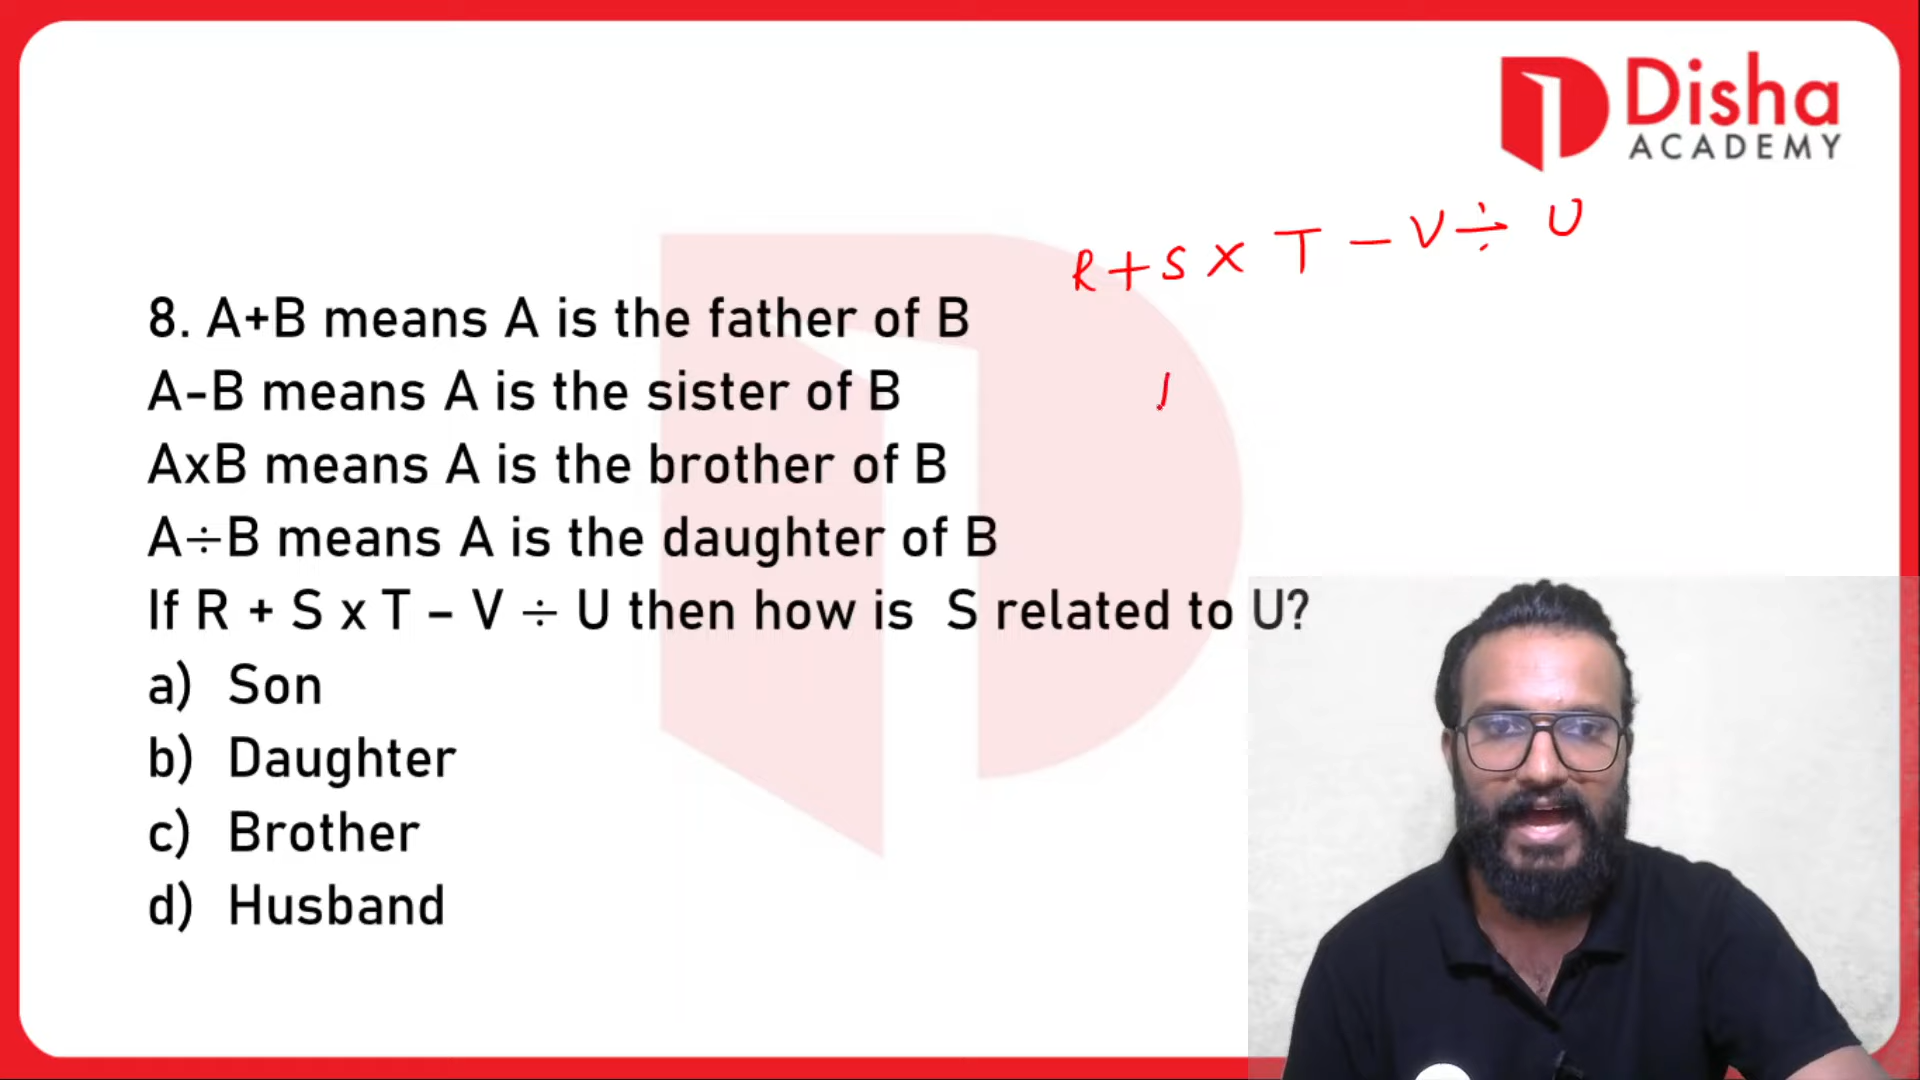 Disha
ACADEMY
R+S × T − V ÷ U
8. A+B means A is the father of B
A-B means A is the sister of B
AxB means A is the brother of B
A÷B means A is the daughter of B
If R + S x T – V ÷ U then how is S related to U?
a) Son
b) Daughter
c) Brother
d) Husband